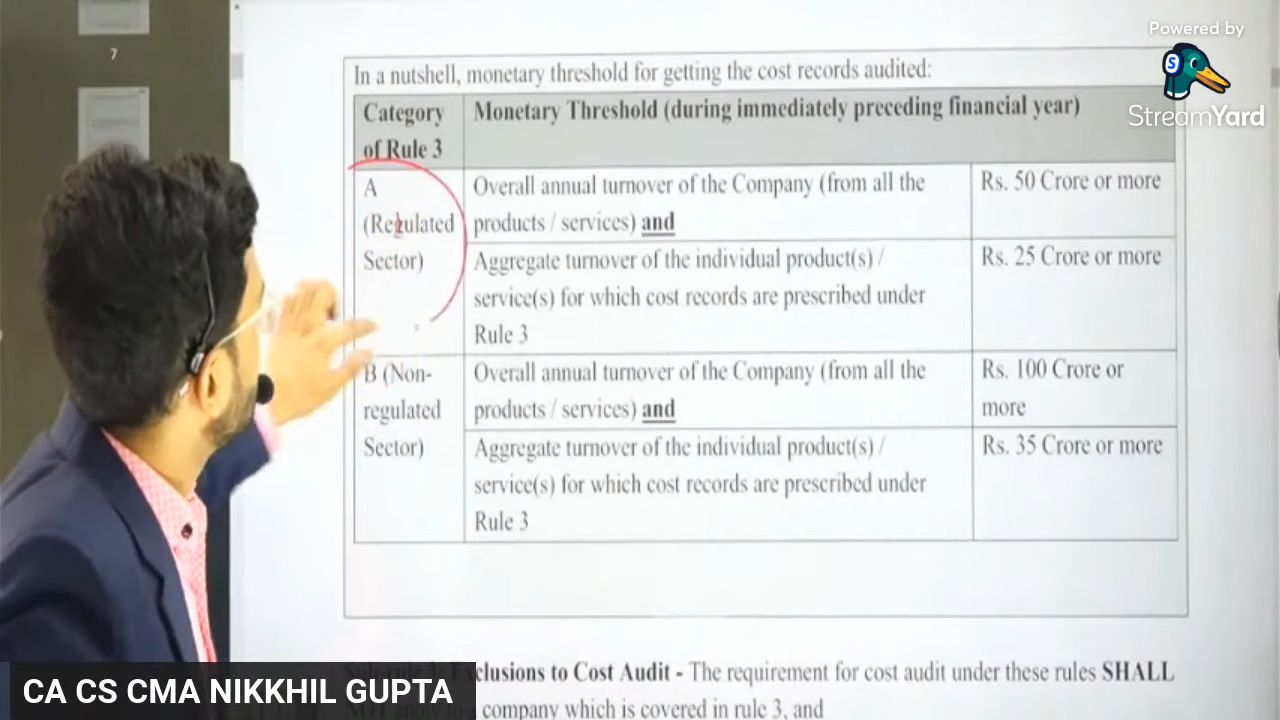 7
Powered by
StreamYard
In a nutshell, monetary threshold for getting the cost records audited:
Category of Rule 3
Monetary Threshold (during immediately preceding financial year)
A (Regulated Sector)
Overall annual turnover of the Company (from all the
products / services) and
Rs. 50 Crore or more
Aggregate turnover of the individual product(s) /
service(s) for which cost records are prescribed under
Rule 3
Rs. 25 Crore or more
B (Non-
regulated
Sector)
Overall annual turnover of the Company (from all the
products / services) and
Rs. 100 Crore or
more
Aggregate turnover of the individual product(s) /
service(s) for which cost records are prescribed under
Rule 3
Rs. 35 Crore or more
Exclusions to Cost Audit - The requirement for cost audit under these rules SHALL
company which is covered in rule 3, and
CA CS CMA NIKKHIL GUPTA